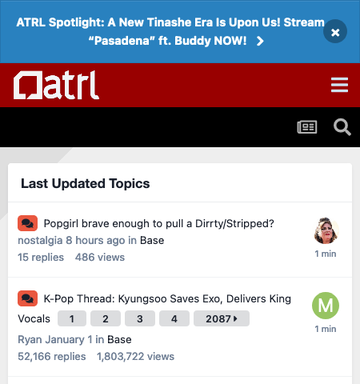 ATRL Spotlight: A New Tinashe Era Is Upon Us! Stream
“Pasadena” ft. Buddy NOW!
×
atrl
Last Updated Topics
Popgirl brave enough to pull a Dirrty/Stripped?
nostalgia 8 hours ago in Base
15 replies 486 views
1 min
K-Pop Thread: Kyungsoo Saves Exo, Delivers King
Vocals 1 2 3 4 2087
Ryan January 1 in Base
52,166 replies 1,803,722 views
M
1 min